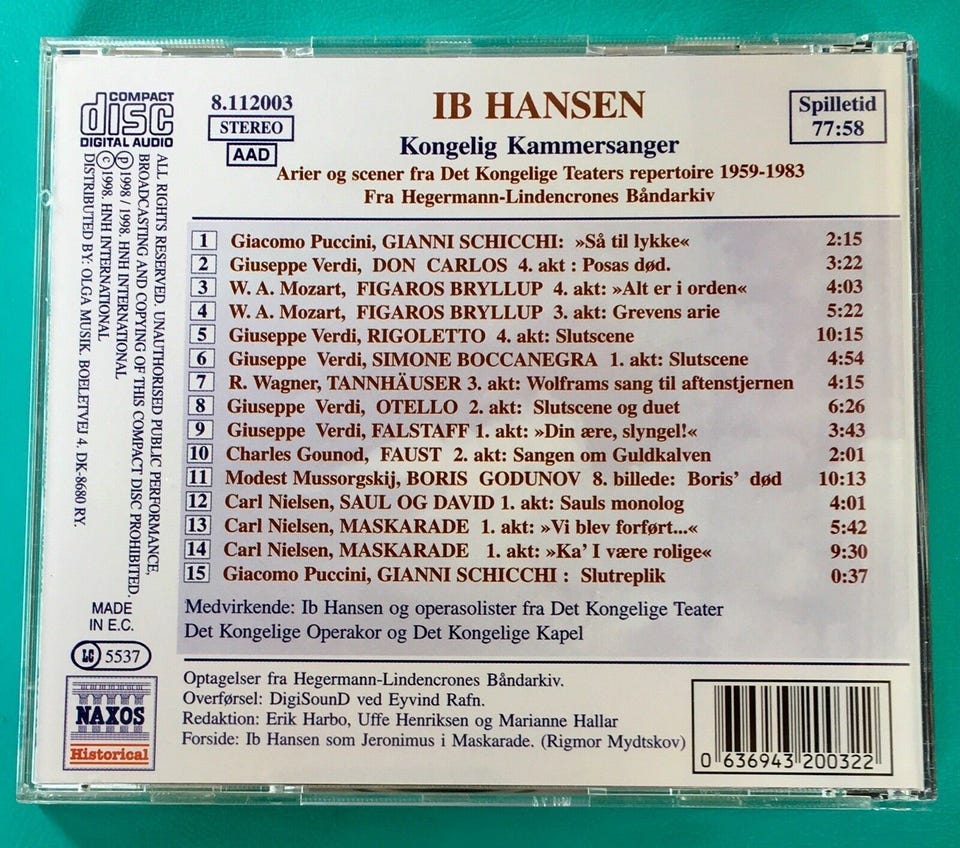 COMPACT
disc
DIGITAL AUDIO
8.112003
STEREO
AAD
IB HANSEN
Kongelig Kammersanger
Arier og scener fra Det Kongelige Teaters repertoire 1959-1983
Fra Hegermann-Lindencrones Båndarkiv
Spilletid
77:58
1 Giacomo Puccini, GIANNI SCHICCHI: »Så til lykke« 2:15
2 Giuseppe Verdi, DON CARLOS 4. akt : Posas død. 3:22
3 W. A. Mozart, FIGAROS BRYLLUP 4. akt: »Alt er i orden« 4:03
4 W. A. Mozart, FIGAROS BRYLLUP 3. akt: Grevens arie 5:22
5 Giuseppe Verdi, RIGOLETTO 4. akt: Slutscene 10:15
6 Giuseppe Verdi, SIMONE BOCCANEGRA 1. akt: Slutscene 4:54
7 R. Wagner, TANNHÄUSER 3. akt: Wolframs sang til aftenstjernen 4:15
8 Giuseppe Verdi, OTELLO 2. akt: Slutscene og duet 6:26
9 Giuseppe Verdi, FALSTAFF 1. akt: »Din ære, slyngel!« 3:43
10 Charles Gounod, FAUST 2. akt: Sangen om Guldkalven 2:01
11 Modest Mussorgskij, BORIS GODUNOV 8. billede: Boris' død 10:13
12 Carl Nielsen, SAUL OG DAVID 1. akt: Sauls monolog 4:01
13 Carl Nielsen, MASKARADE 1. akt: »Vi blev forført...« 5:42
14 Carl Nielsen, MASKARADE 1. akt: »Ka' I være rolige« 9:30
15 Giacomo Puccini, GIANNI SCHICCHI : Slutreplik 0:37
Medvirkende: Ib Hansen og operasolister fra Det Kongelige Teater
Det Kongelige Operakor og Det Kongelige Kapel
Optagelser fra Hegermann-Lindencrones Båndarkiv.
Overførsel: DigiSounD ved Eyvind Rafn.
Redaktion: Erik Harbo, Uffe Henriksen og Marianne Hallar
Forside: Ib Hansen som Jeronimus i Maskarade. (Rigmor Mydtskov)
0 636943 200322
ALL RIGHTS RESERVED. UNAUTHORISED PUBLIC PERFORMANCE,
BROADCASTING AND COPYING OF THIS COMPACT DISC PROHIBITED.
℗ 1998 / 1998. HNH INTERNATIONAL
© 1998. HNH INTERNATIONAL
DISTRIBUTED BY: OLGA MUSIK. BOELETVEJ 4. DK-8680 RY.
MADE
IN E.C.
LC 5537
NAXOS
Historical